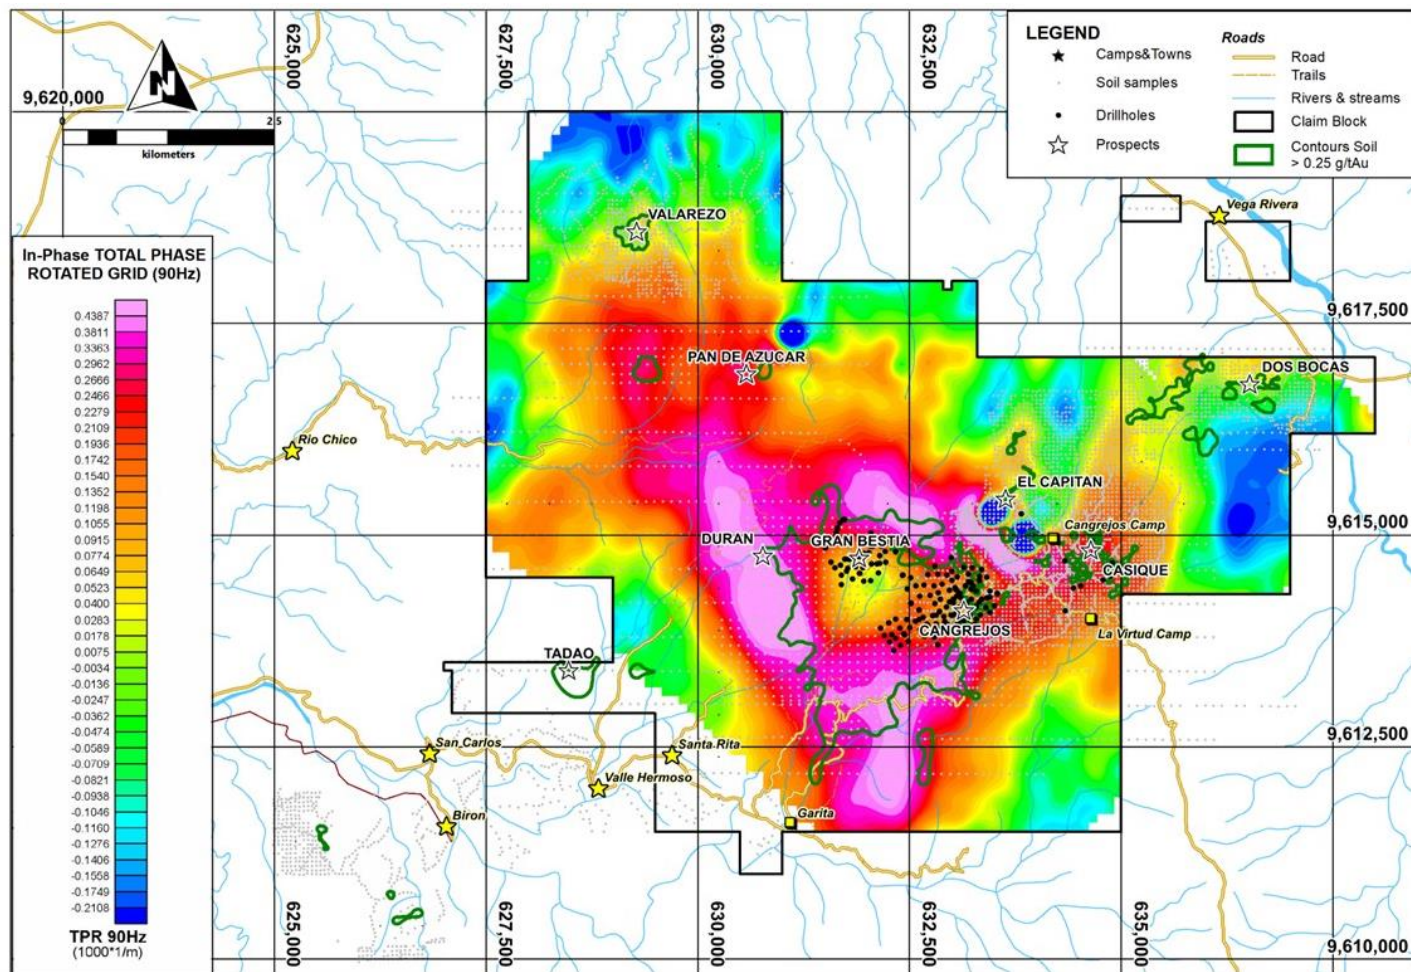 625,000
627,500
630,000
632,500
LEGEND
Camps&Towns
Soil samples
Drillholes
Prospects
Roads
Road
Trails
Rivers & streams
Claim Block
Contours Soil
> 0.25 g/tAu
N
9,620,000
0 2.5
kilometers
VALAREZO
Vega Rivera
In-Phase TOTAL PHASE
ROTATED GRID (90Hz)
0.4387
0.3811
0.3363
0.2962
0.2666
0.2466
0.2279
0.2109
0.1936
0.1742
0.1540
0.1352
0.1198
0.1055
0.0915
0.0774
0.0649
0.0523
0.0400
0.0283
0.0178
0.0075
-0.0034
-0.0136
-0.0247
-0.0362
-0.0474
-0.0589
-0.0709
-0.0821
-0.0938
-0.1046
-0.1160
-0.1276
-0.1406
-0.1558
-0.1749
-0.2108
TPR 90Hz
(1000*1/m)
9,617,500
PAN DE AZUCAR
DOS BOCAS
Rio Chico
EL CAPITAN
Cangrejos Camp
9,615,000
DURAN
GRAN BESTIA
CASIQUE
CANGREJOS
La Virtud Camp
TADAO
San Carlos
Santa Rita
9,612,500
Valle Hermoso
Biron
Garita
625,000
627,500
630,000
632,500
635,000
9,610,000